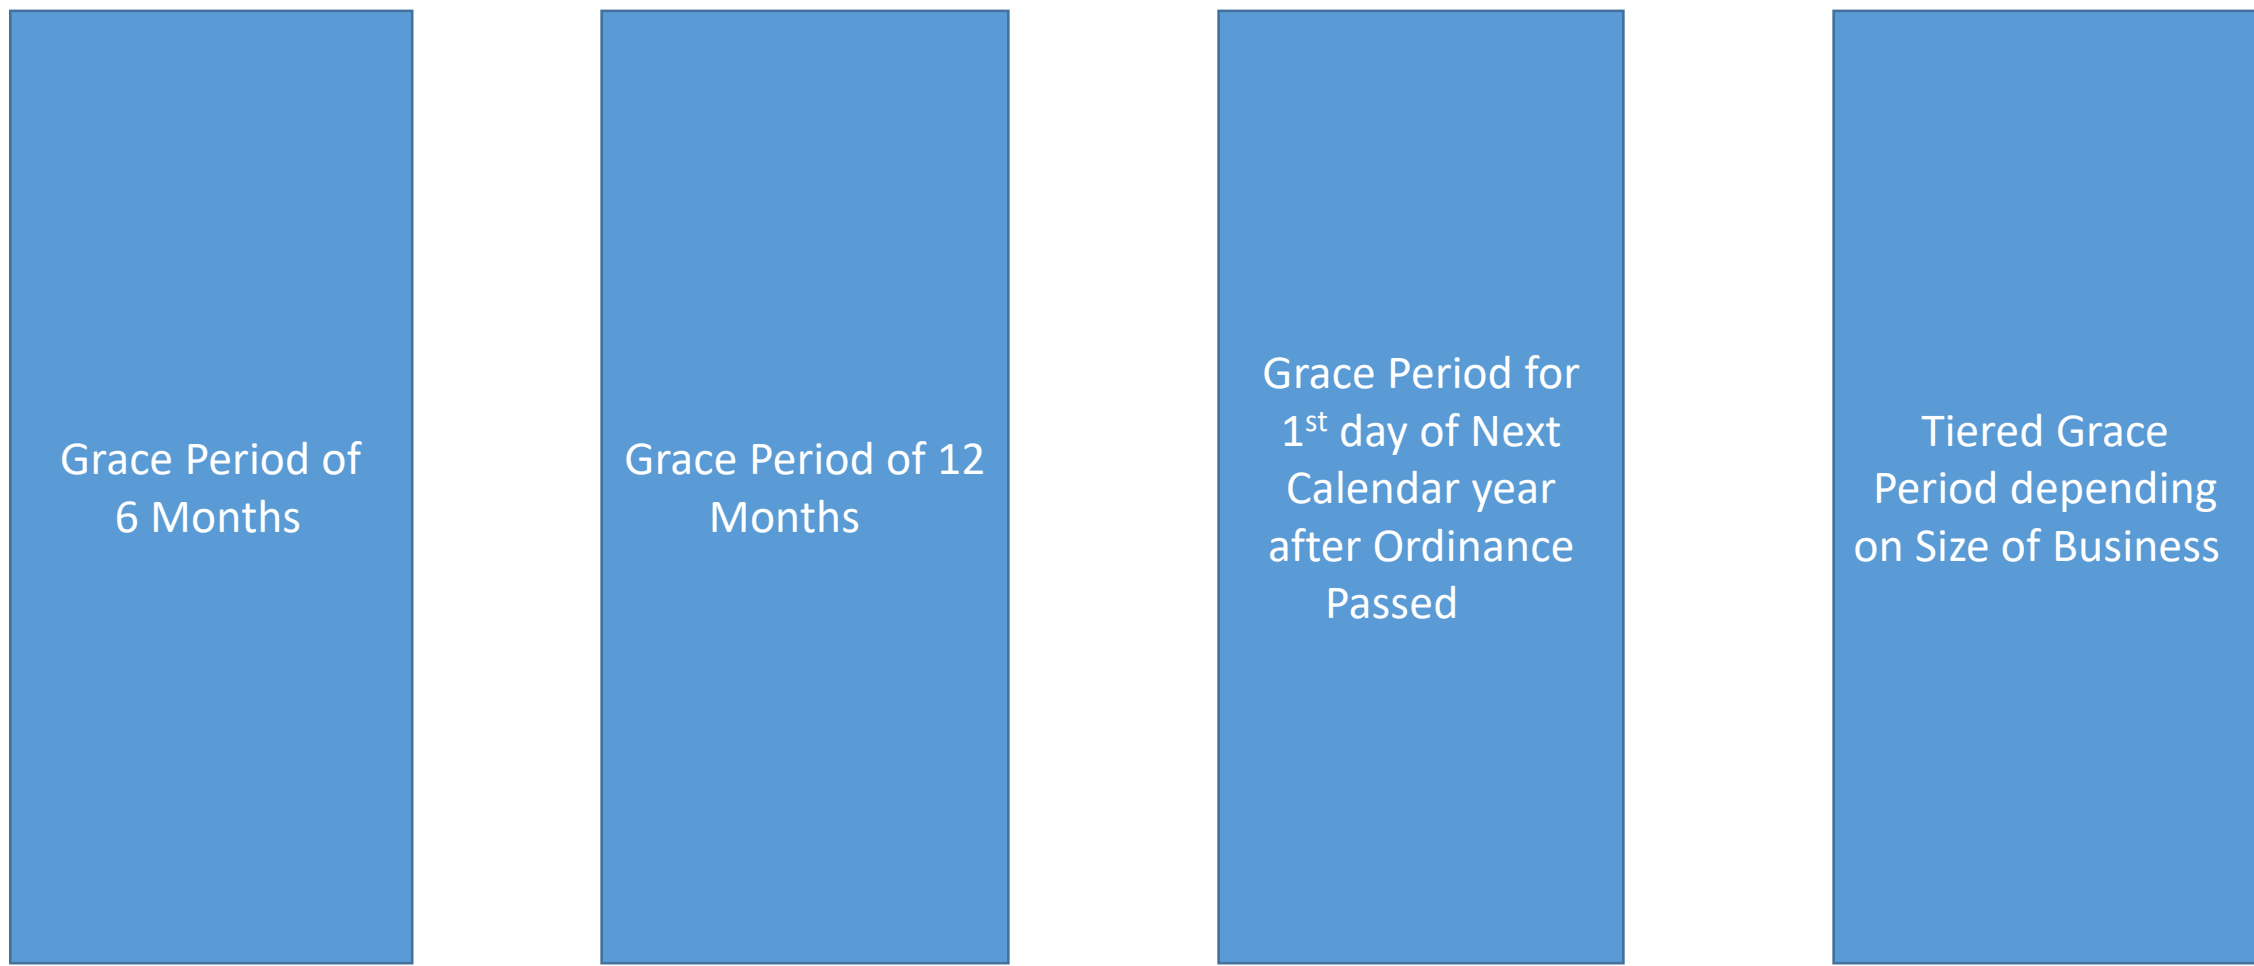 Grace Period of
6 Months
Grace Period of 12
Months
Grace Period for
1st day of Next
Calendar year
after Ordinance
Passed
Tiered Grace
Period depending
on Size of Business